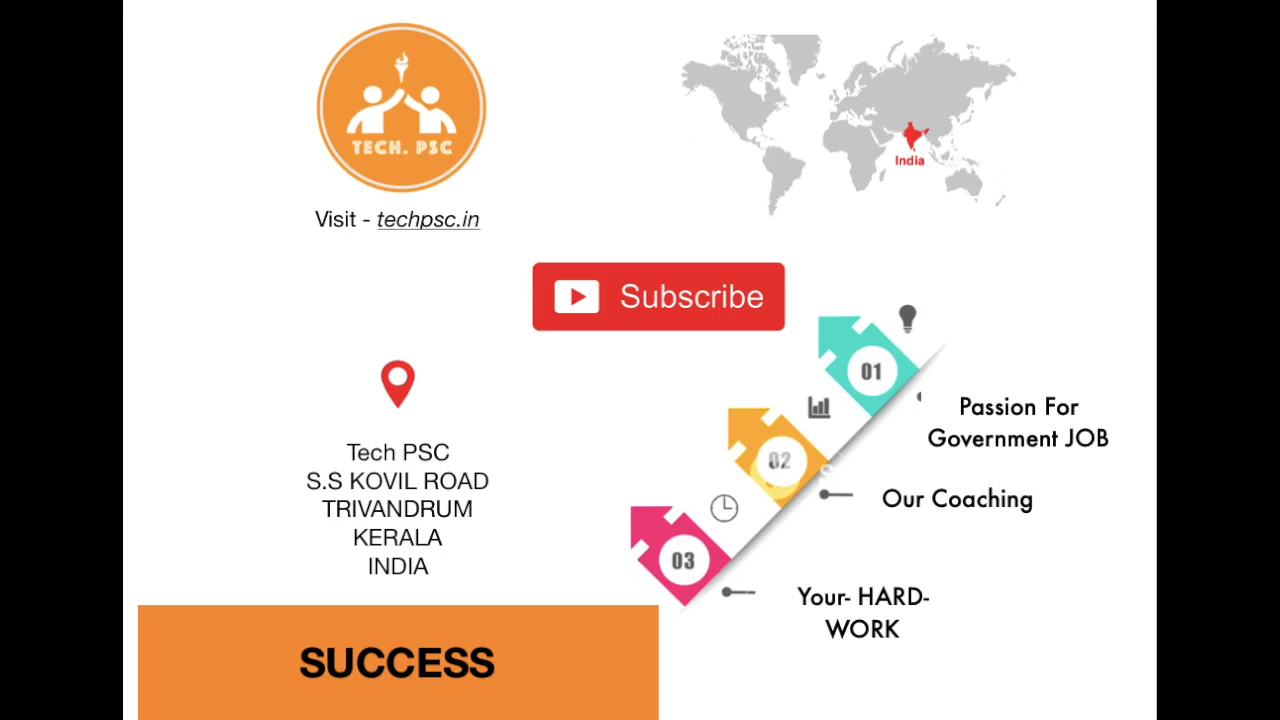 TECH. PSC
Visit - techpsc.in
India
Subscribe
01
Passion For
Government JOB
02
Our Coaching
03
Your- HARD-
WORK
Tech PSC
S.S KOVIL ROAD
TRIVANDRUM
KERALA
INDIA
SUCCESS